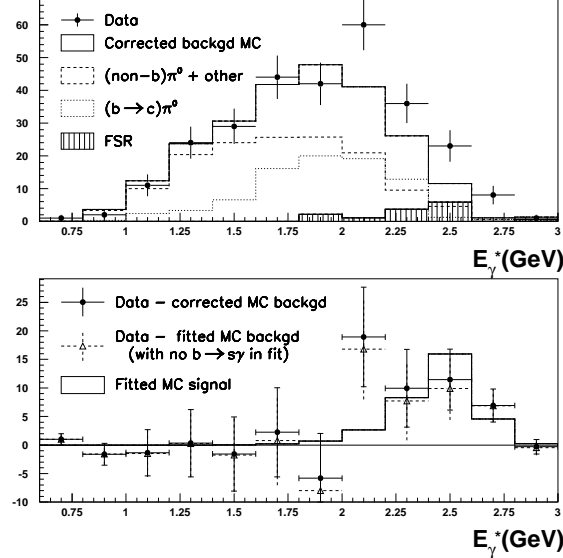 60
50
40
30
20
10
0
Data
Corrected backgd MC
(non−b)π⁰ + other
(b→c)π⁰
FSR
0.75 1 1.25 1.5 1.75 2 2.25 2.5 2.75 3
E*γ(GeV)
25
20
15
10
5
0
-5
-10
Data − corrected MC backgd
Data − fitted MC backgd
(with no b→sγ in fit)
Fitted MC signal
0.75 1 1.25 1.5 1.75 2 2.25 2.5 2.75 3
E*γ(GeV)